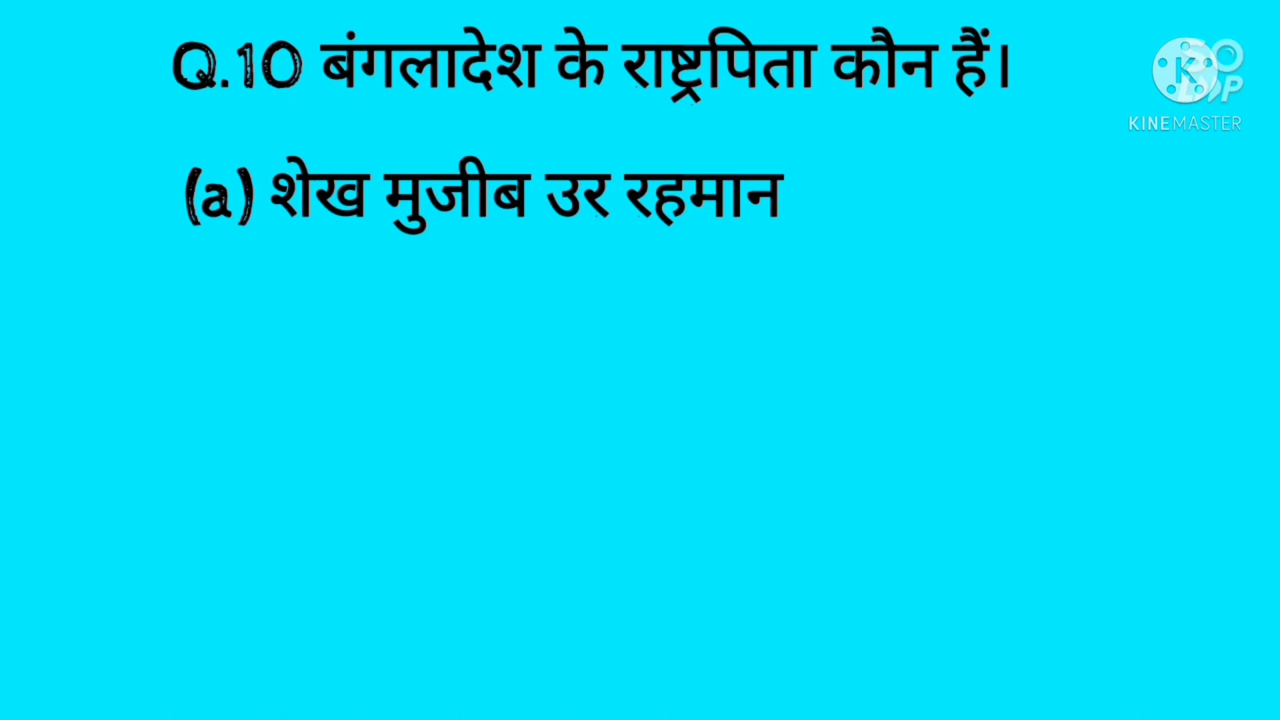 Q.10 बंगलादेश के राष्ट्रपिता कौन हैं।
(a) शेख मुजीब उर रहमान
KINEMASTER